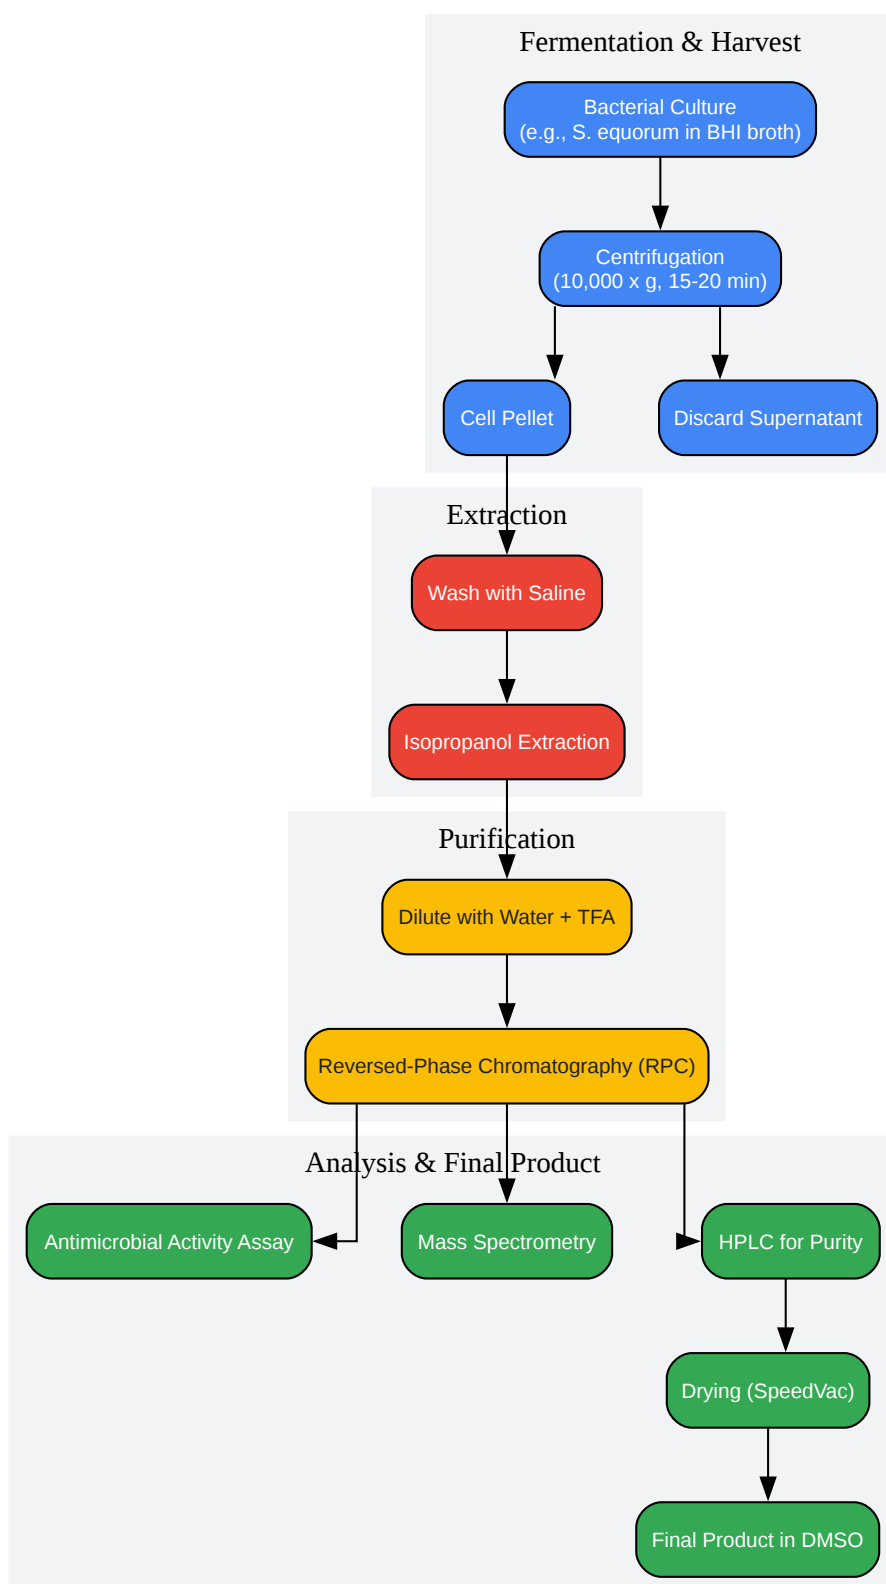 Fermentation & Harvest
Bacterial Culture
(e.g., S. equorum in BHI broth)
Centrifugation
(10,000 x g, 15-20 min)
Cell Pellet
Discard Supernatant
Extraction
Wash with Saline
Isopropanol Extraction
Purification
Dilute with Water + TFA
Reversed-Phase Chromatography (RPC)
Analysis & Final Product
Antimicrobial Activity Assay
Mass Spectrometry
HPLC for Purity
Drying (SpeedVac)
Final Product in DMSO